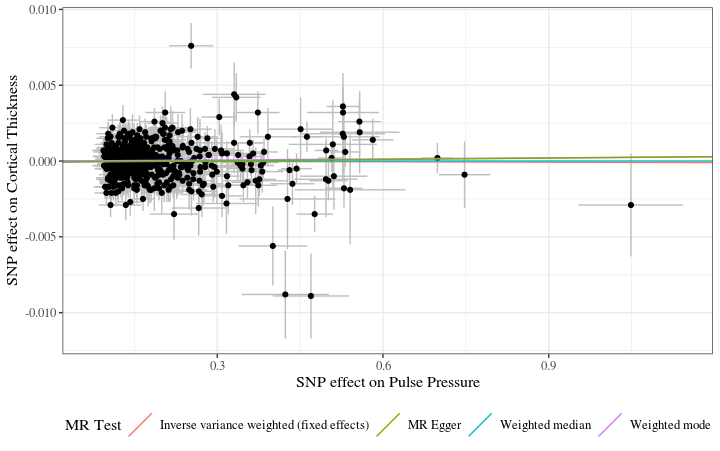 0.010
0.005
0.000
-0.005
-0.010
SNP effect on Cortical Thickness
0.3
0.6
0.9
SNP effect on Pulse Pressure
MR Test
Inverse variance weighted (fixed effects)
MR Egger
Weighted median
Weighted mode